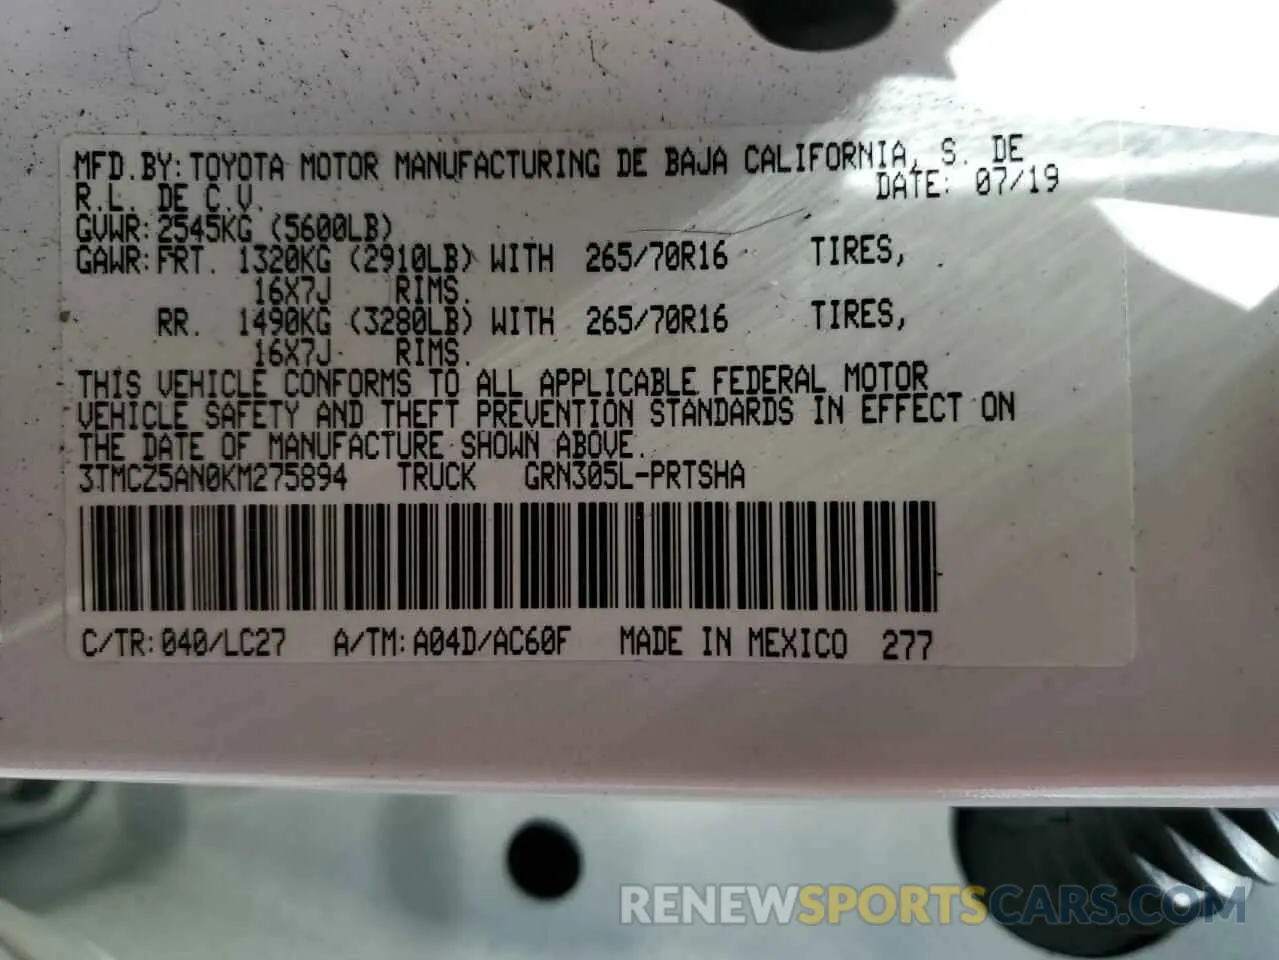 MFD.BY:TOYOTA MOTOR MANUFACTURING DE BAJA CALIFORNIA, S. DE
R.L. DE C.V. DATE: 07/19
GVWR:2545KG (5600LB)
GAWR:FRT. 1320KG (2910LB) WITH 265/70R16 TIRES,
16X7J RIMS.
RR. 1490KG (3280LB) WITH 265/70R16 TIRES,
16X7J RIMS.
THIS VEHICLE CONFORMS TO ALL APPLICABLE FEDERAL MOTOR
VEHICLE SAFETY AND THEFT PREVENTION STANDARDS IN EFFECT ON
THE DATE OF MANUFACTURE SHOWN ABOVE.
3TMCZ5AN0KM275894 TRUCK GRN305L-PRTSHA
C/TR:040/LC27 A/TM:A04D/AC60F MADE IN MEXICO 277
RENEWSPORTSCARS.COM